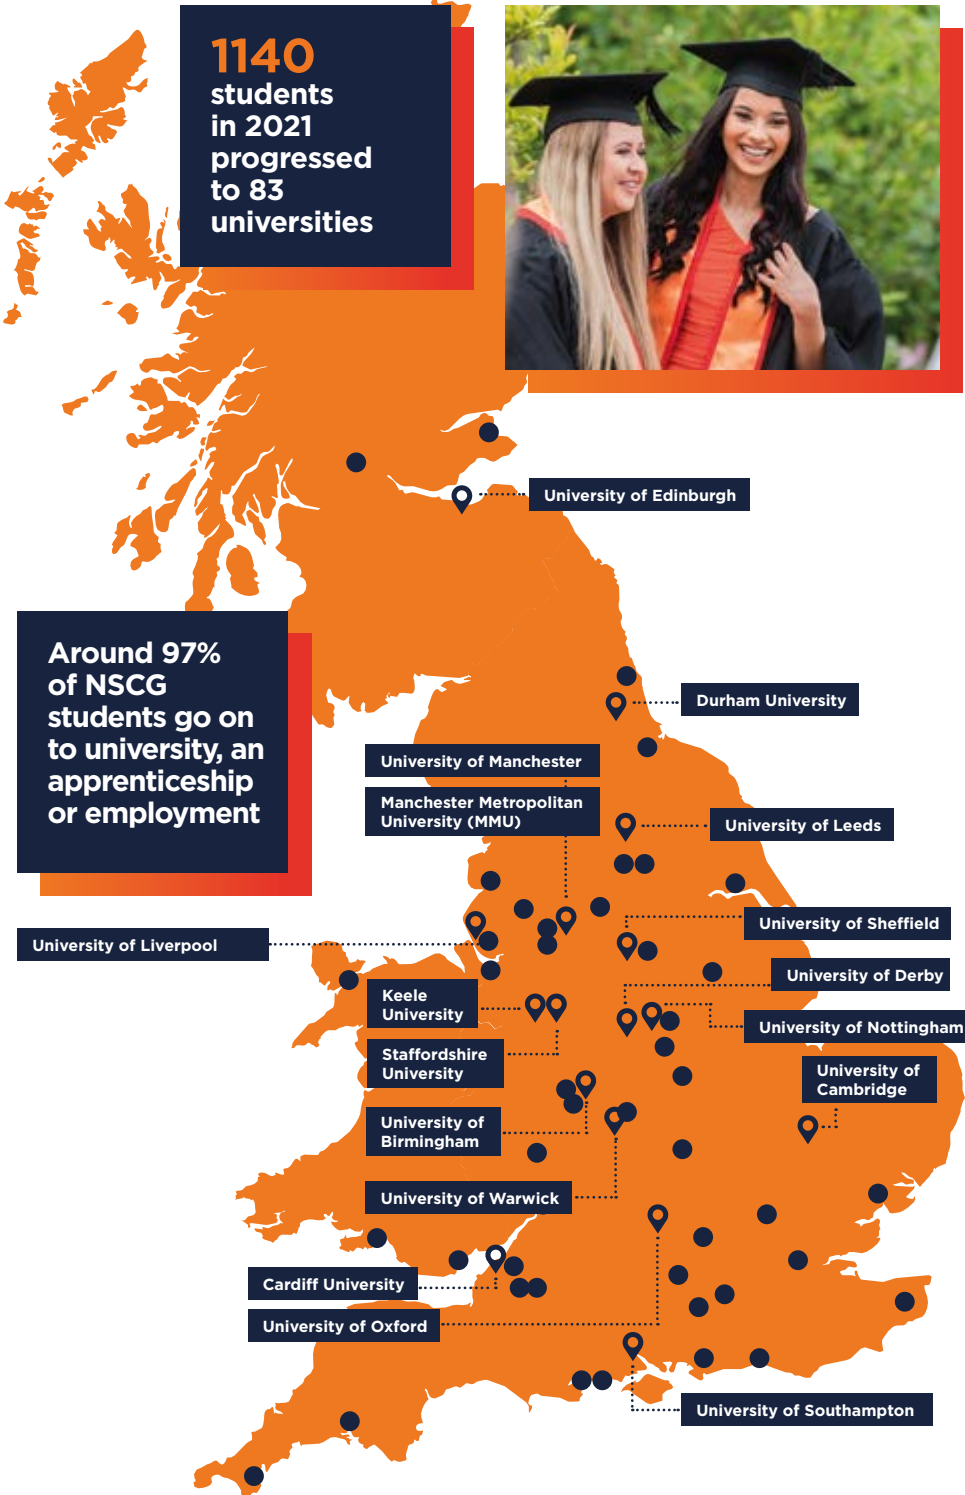 1140
students
in 2021
progressed
to 83
universities
University of Edinburgh
Around 97%
of NSCG
students go on
to university, an
apprenticeship
or employment
Durham University
University of Manchester
Manchester Metropolitan
University (MMU)
University of Leeds
University of Sheffield
University of Liverpool
University of Derby
Keele
University
University of Nottingham
Staffordshire
University
University of
Cambridge
University of
Birmingham
University of Warwick
Cardiff University
University of Oxford
University of Southampton